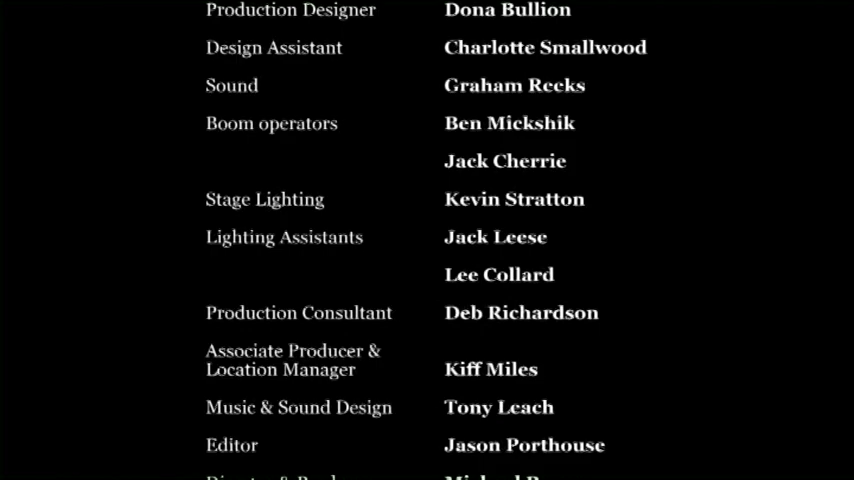 Production Designer Dona Bullion
Design Assistant Charlotte Smallwood
Sound Graham Reeks
Boom operators Ben Mickshik
Jack Cherrie
Stage Lighting Kevin Stratton
Lighting Assistants Jack Leese
Lee Collard
Production Consultant Deb Richardson
Associate Producer &
Location Manager Kiff Miles
Music & Sound Design Tony Leach
Editor Jason Porthouse